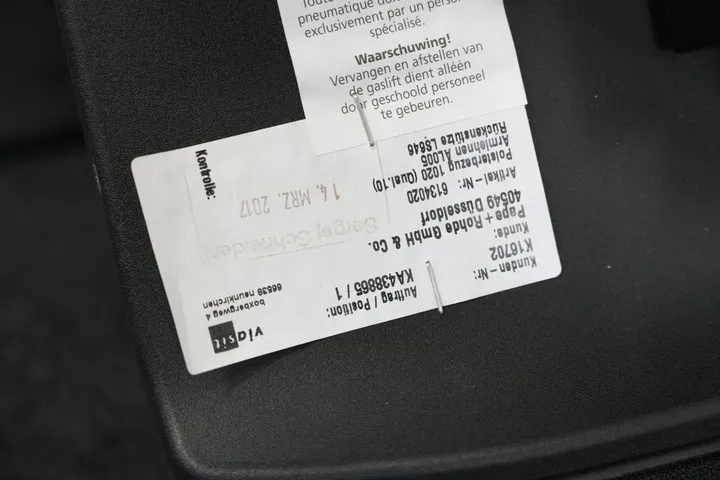 pneumatique doit
exclusivement par un person
spécialisé.
Waarschuwing!
Vervangen en afstellen van
de gaslift dient alléén
door geschoold personeel
te gebeuren.
viasit
boxbergweg 4
66538 neunkirchen
Auftrag / Position:
KA438865 / 1
Kunden-Nr:
K16702
Kunde:
Pape + Rohde GmbH & Co.
40549 Düsseldorf
Artikel-Nr: 6134020
Polsterbezug 1020 (Qual.10)
Armlehnen AL005
Rückenstütze LS646
Kontrolle:
14. MRZ. 2017
Sergej Schneider